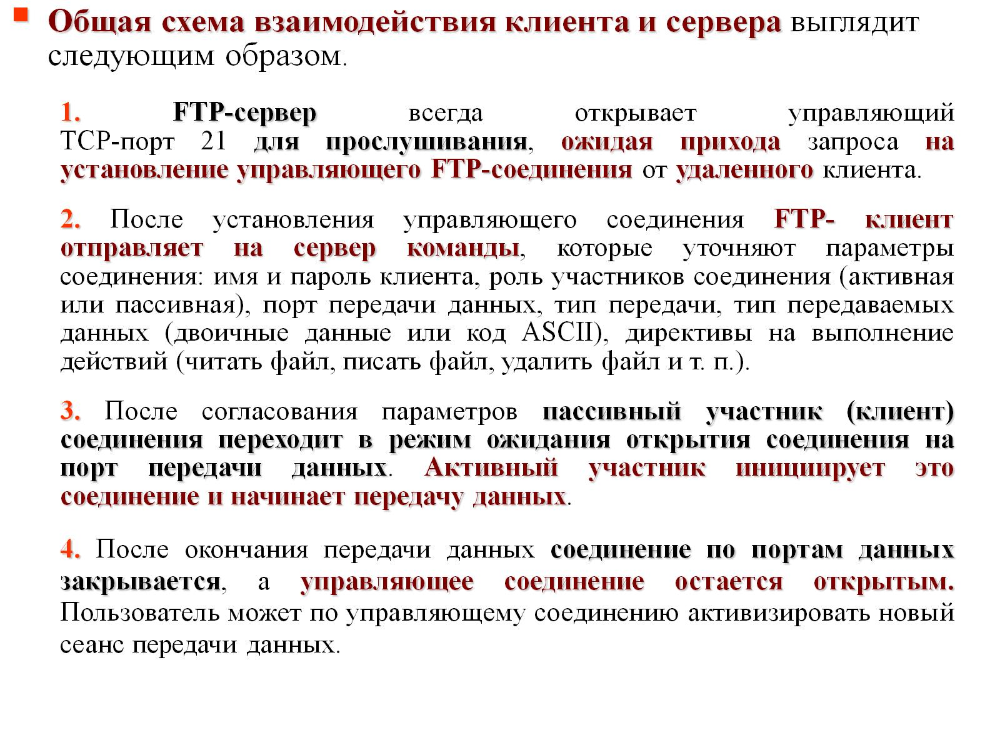 Общая схема взаимодействия клиента и сервера выглядит
следующим образом.
1. FTP-сервер всегда открывает управляющий
TCP-порт 21 для прослушивания, ожидая прихода запроса на
установление управляющего FTP-соединения от удаленного клиента.
2. После установления управляющего соединения FTP- клиент
отправляет на сервер команды, которые уточняют параметры
соединения: имя и пароль клиента, роль участников соединения (активная
или пассивная), порт передачи данных, тип передачи, тип передаваемых
данных (двоичные данные или код ASCII), директивы на выполнение
действий (читать файл, писать файл, удалить файл и т. п.).
3. После согласования параметров пассивный участник (клиент)
соединения переходит в режим ожидания открытия соединения на
порт передачи данных. Активный участник инициирует это
соединение и начинает передачу данных.
4. После окончания передачи данных соединение по портам данных
закрывается, а управляющее соединение остается открытым.
Пользователь может по управляющему соединению активизировать новый
сеанс передачи данных.